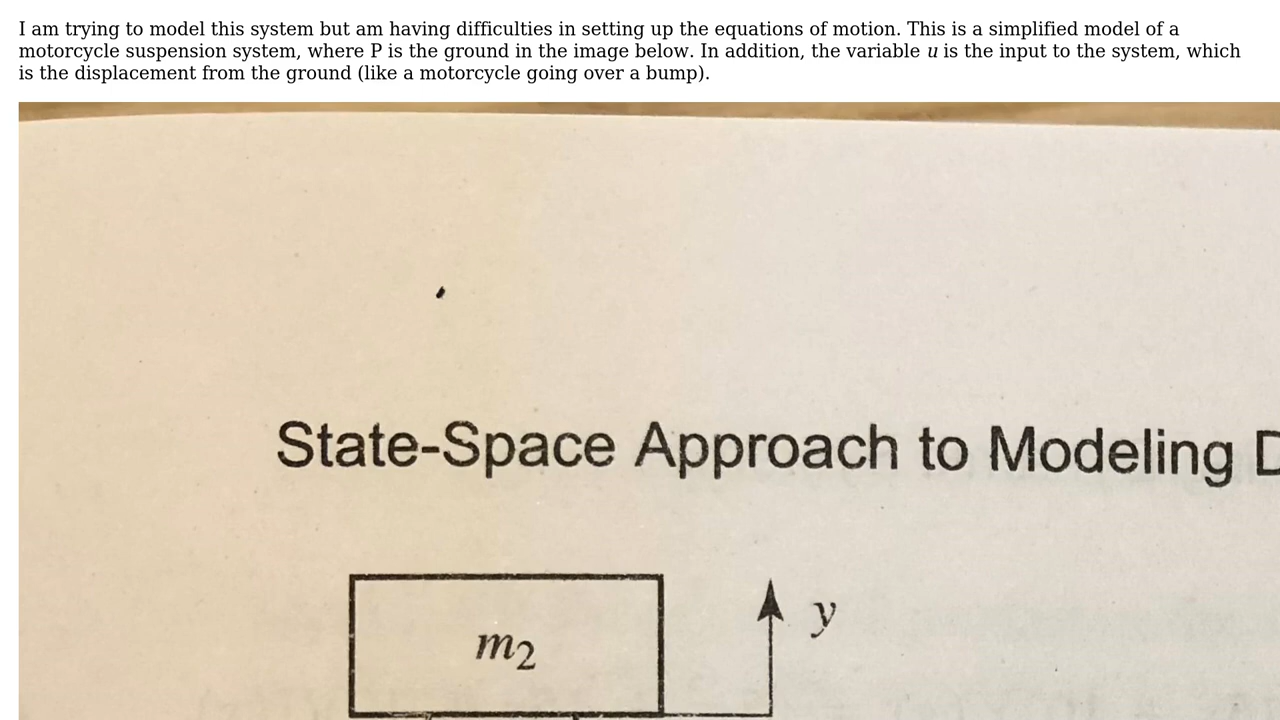 I am trying to model this system but am having difficulties in setting up the equations of motion. This is a simplified model of a
motorcycle suspension system, where P is the ground in the image below. In addition, the variable u is the input to the system, which
is the displacement from the ground (like a motorcycle going over a bump).
State-Space Approach to Modeling D
y
m2